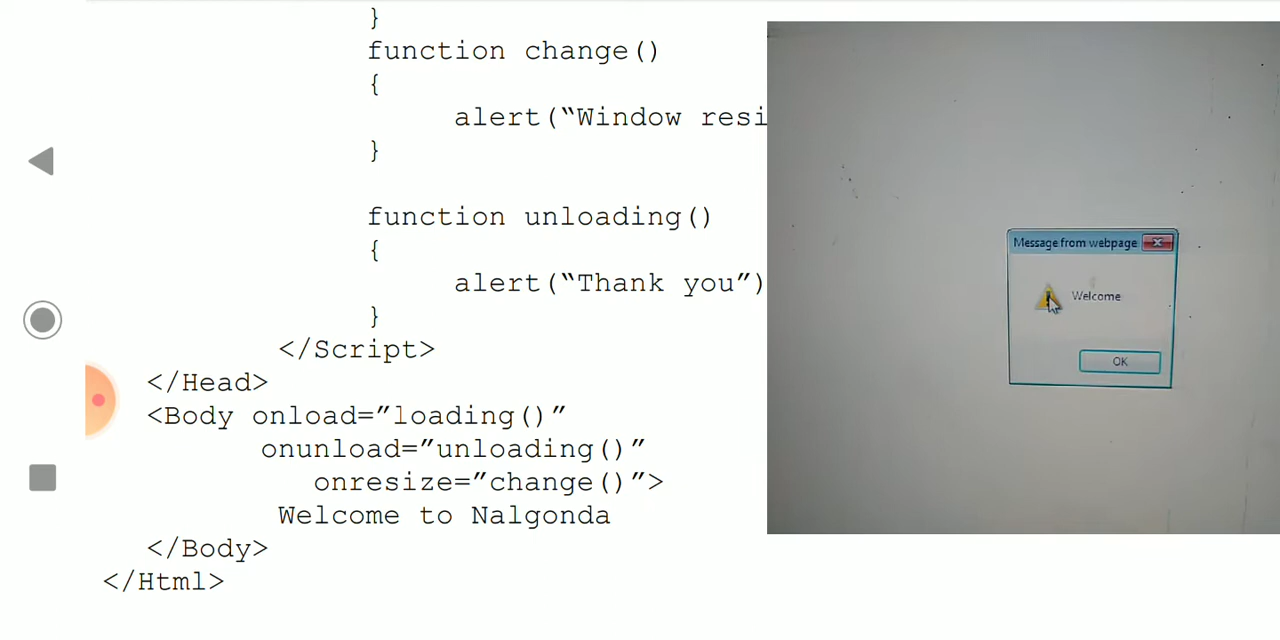 }
function change()
{
alert(“Window resi
}
function unloading()
{
alert(“Thank you”)
}
</Script>
</Head>
<Body onload=”loading()”
onunload=”unloading()”
onresize=”change()”>
Welcome to Nalgonda
</Body>
</Html>
Message from webpage
Welcome
OK